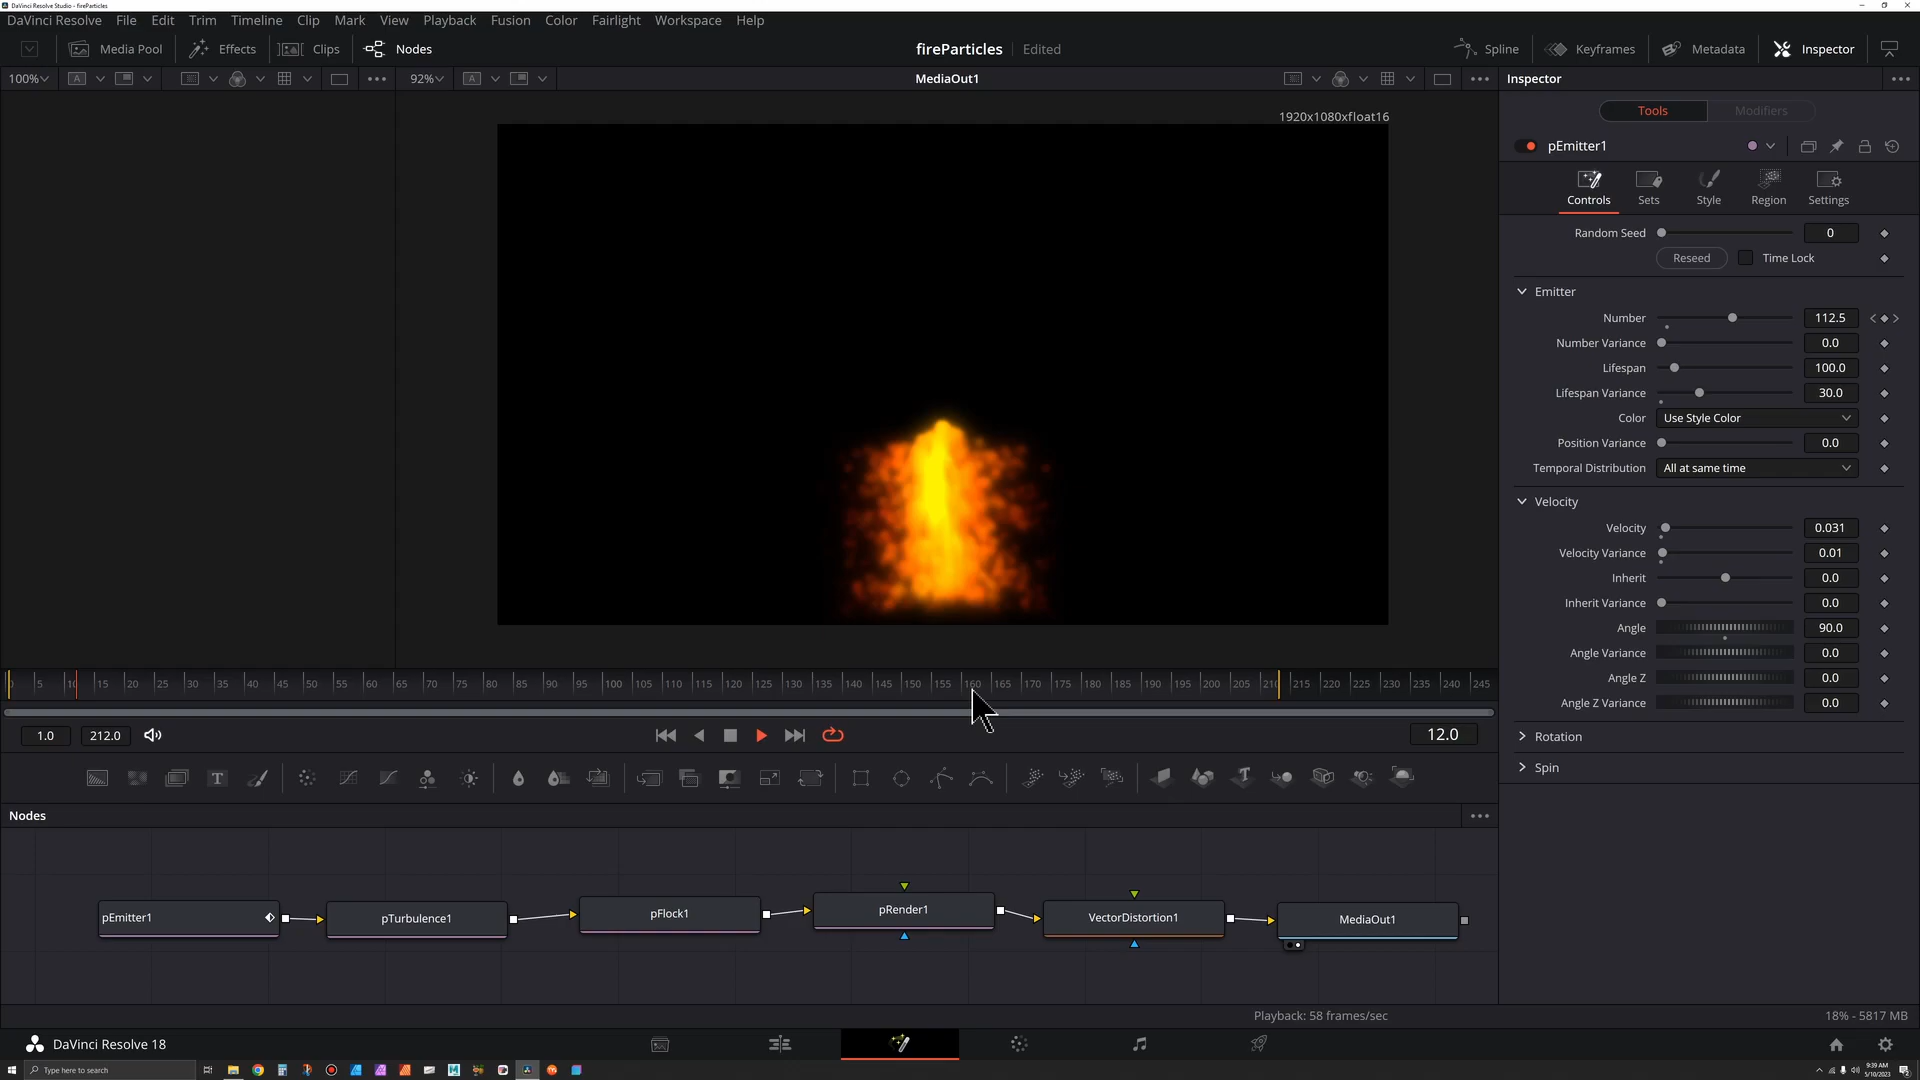 DaVinci Resolve Studio - fireParticles
DaVinci Resolve File Edit Trim Timeline Clip Mark View Playback Fusion Color Fairlight Workspace Help
Media Pool Effects Clips Nodes fireParticles Edited Spline Keyframes Metadata Inspector
100% A 92% A MediaOut1 Inspector
1920x1080xfloat16
Tools Modifiers
pEmitter1
Controls Sets Style Region Settings
Random Seed 0
Reseed Time Lock
Emitter
Number 112.5
Number Variance 0.0
Lifespan 100.0
Lifespan Variance 30.0
Color Use Style Color
Position Variance 0.0
Temporal Distribution All at same time
Velocity
Velocity 0.031
Velocity Variance 0.01
Inherit 0.0
Inherit Variance 0.0
Angle 90.0
Angle Variance 0.0
Angle Z 0.0
Angle Z Variance 0.0
Rotation
Spin
5 10 15 20 25 30 35 40 45 50 55 60 65 70 75 80 85 90 95 100 105 110 115 120 125 130 135 140 145 150 155 160 165 170 175 180 185 190 195 200 205 210 215 220 225 230 235 240 245
1.0 212.0 12.0
T
Nodes
pEmitter1 pTurbulence1 pFlock1 pRender1 VectorDistortion1 MediaOut1
Playback: 58 frames/sec 18% - 5817 MB
DaVinci Resolve 18
Type here to search
9:39 AM
5/10/2023